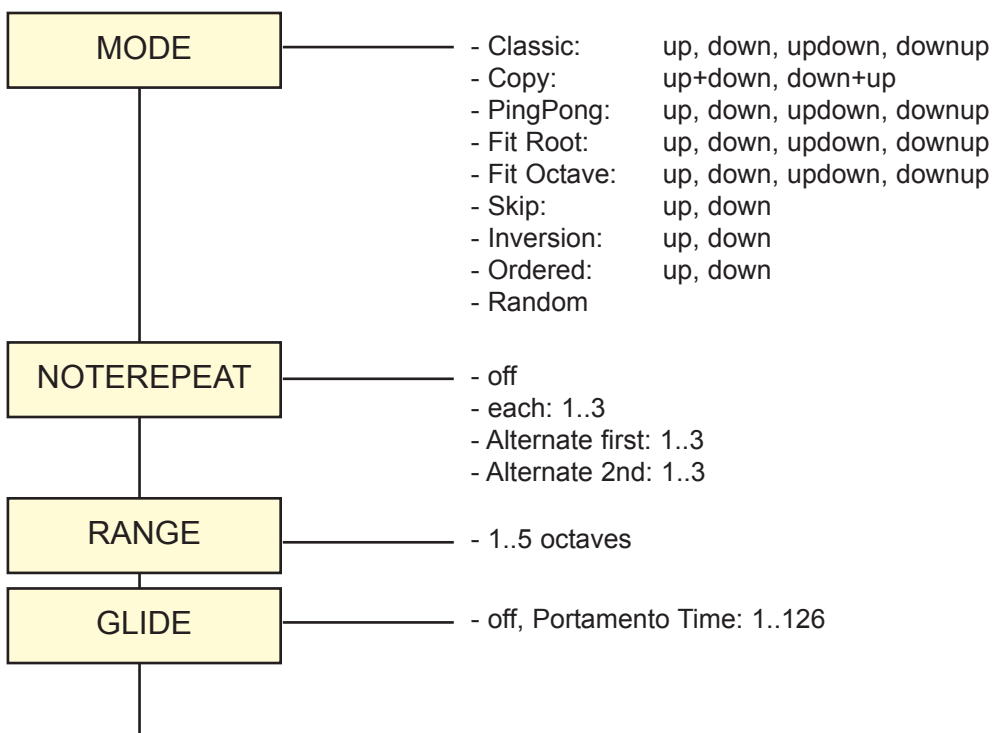 MODE
- Classic: up, down, updown, downup
- Copy: up+down, down+up
- PingPong: up, down, updown, downup
- Fit Root: up, down, updown, downup
- Fit Octave: up, down, updown, downup
- Skip: up, down
- Inversion: up, down
- Ordered: up, down
- Random
NOTEREPEAT
- off
- each: 1..3
- Alternate first: 1..3
- Alternate 2nd: 1..3
RANGE
- 1..5 octaves
GLIDE
- off, Portamento Time: 1..126